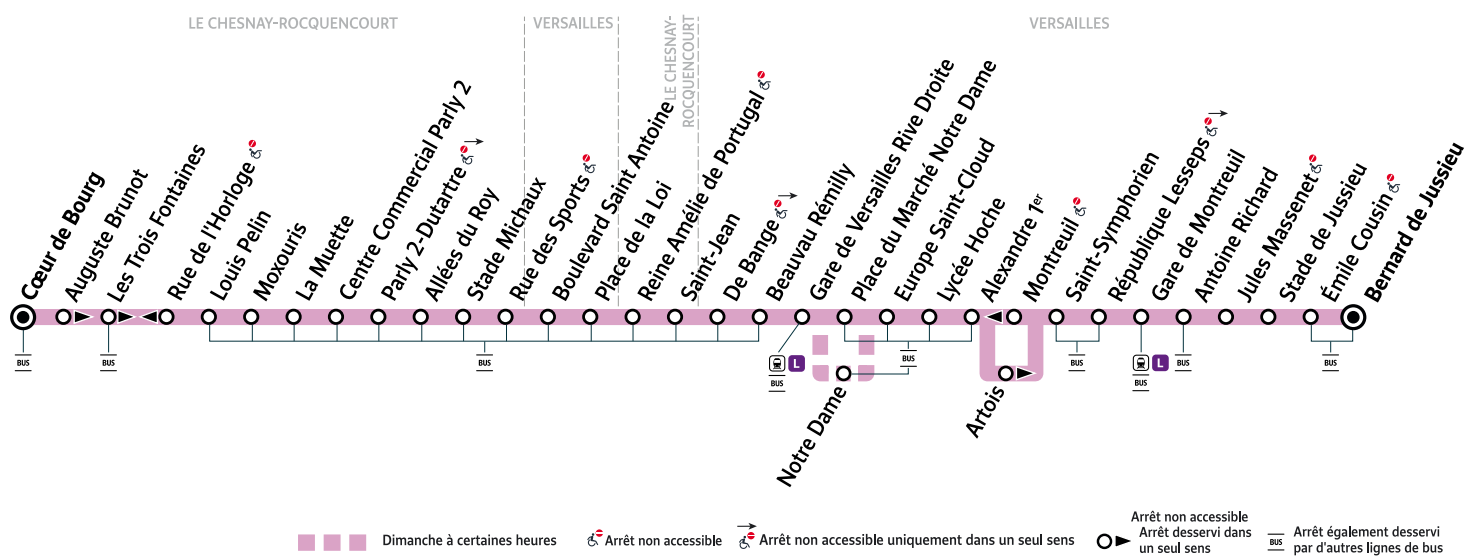 LE CHESNAY-ROCQUENCOURT
VERSAILLES
LE CHESNAY-
ROCQUENCOURT
VERSAILLES
Cœur de Bourg
Auguste Brunot
Les Trois Fontaines
Rue de l'Horloge
Louis Pelin
Moxouris
La Muette
Centre Commercial Parly 2
Parly 2-Dutartre
Allées du Roy
Stade Michaux
Rue des Sports
Boulevard Saint Antoine
Place de la Loi
Reine Amélie de Portugal
Saint-Jean
De Bange
Beauvau Rémilly
Gare de Versailles Rive Droite
Place du Marché Notre Dame
Europe Saint-Cloud
Lycée Hoche
Alexandre 1er
Montreuil
Saint-Symphorien
République Lesseps
Gare de Montreuil
Antoine Richard
Jules Massenet
Stade de Jussieu
Émile Cousin
Bernard de Jussieu
BUS
BUS
BUS
L
BUS
BUS
BUS
L
BUS
BUS
BUS
Notre Dame
Artois
Dimanche à certaines heures
Arrêt non accessible
Arrêt non accessible uniquement dans un seul sens
Arrêt non accessible
Arrêt desservi dans
un seul sens
BUS
Arrêt également desservi
par d'autres lignes de bus